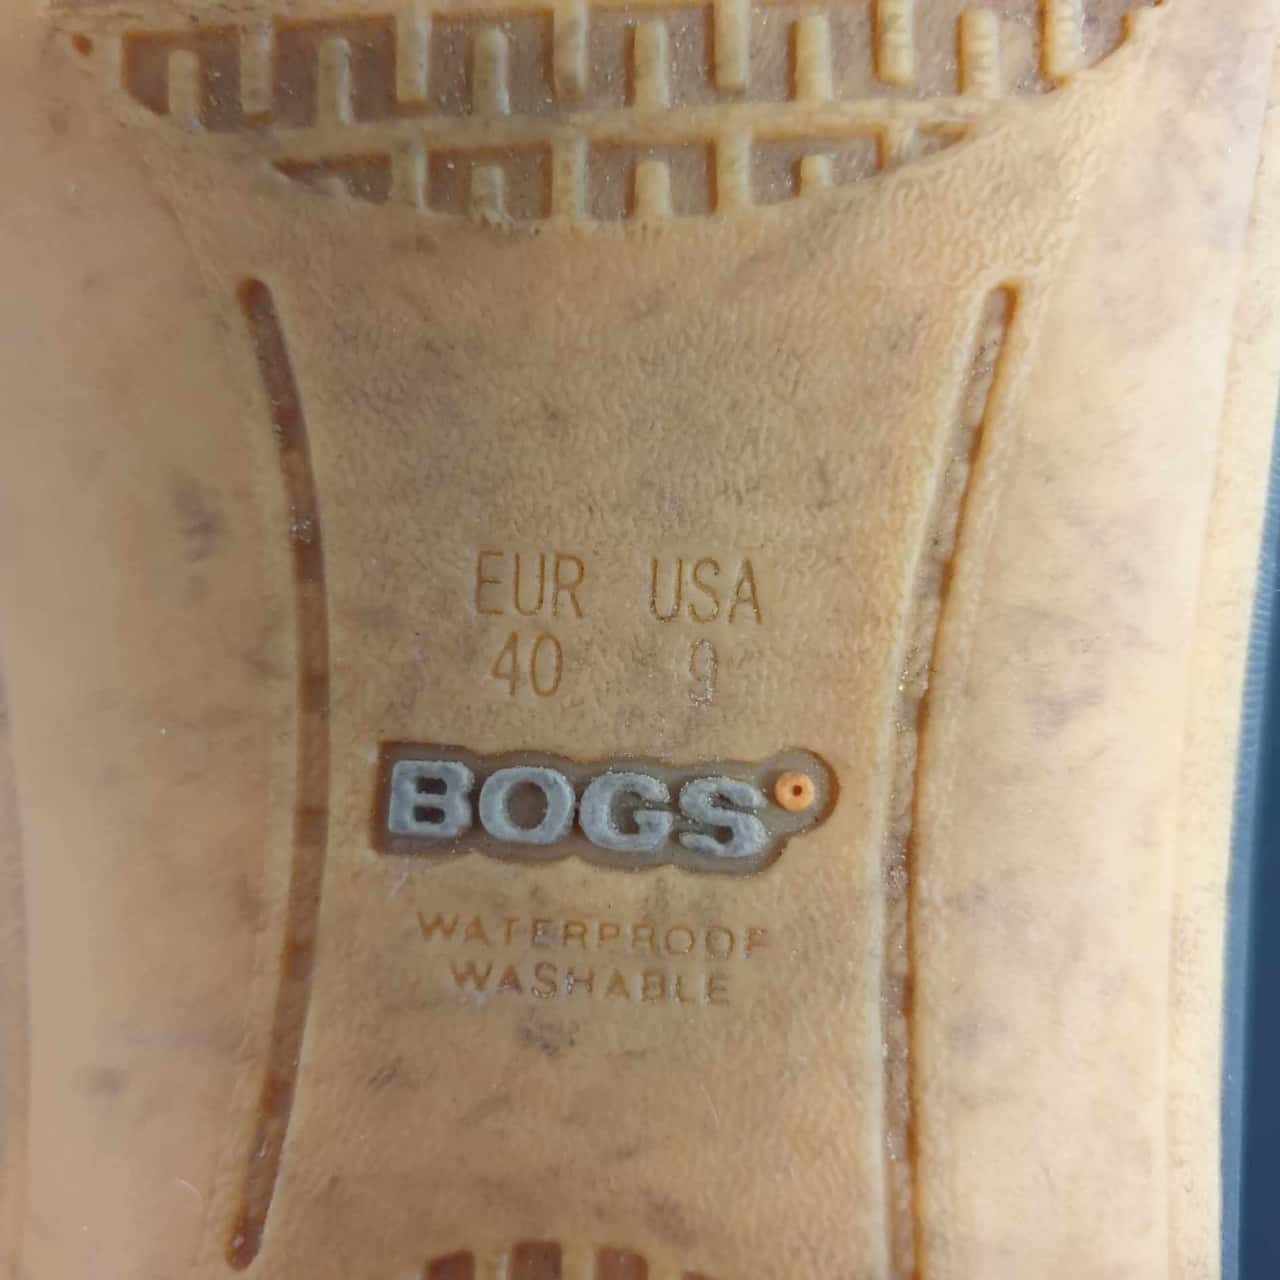 EUR USA
40 9
BOGS
WATERPROOF
WASHABLE